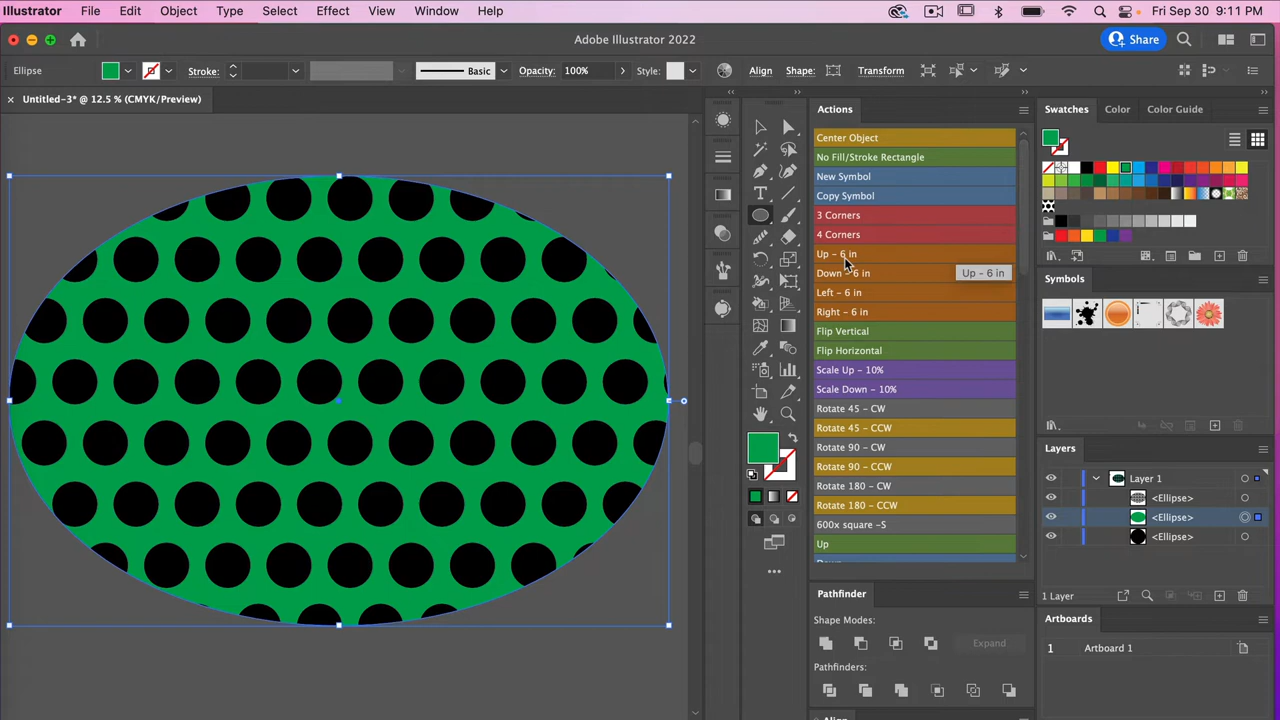 Illustrator File Edit Object Type Select Effect View Window Help Fri Sep 30 9:11 PM
Adobe Illustrator 2022
Share
Ellipse Stroke: Basic Opacity: 100% Style: Align Shape: Transform
Untitled-3* @ 12.5 % (CMYK/Preview)
Actions
Center Object
No Fill/Stroke Rectangle
New Symbol
Copy Symbol
3 Corners
4 Corners
Up - 6 in
Up - 6 in
Down - 6 in
Left - 6 in
Right - 6 in
Flip Vertical
Flip Horizontal
Scale Up - 10%
Scale Down - 10%
Rotate 45 - CW
Rotate 45 - CCW
Rotate 90 - CW
Rotate 90 - CCW
Rotate 180 - CW
Rotate 180 - CCW
600x square -S
Up
Pathfinder
Shape Modes:
Expand
Pathfinders:
Swatches Color Color Guide
Symbols
Layers
Layer 1
<Ellipse>
<Ellipse>
<Ellipse>
1 Layer
Artboards
1 Artboard 1